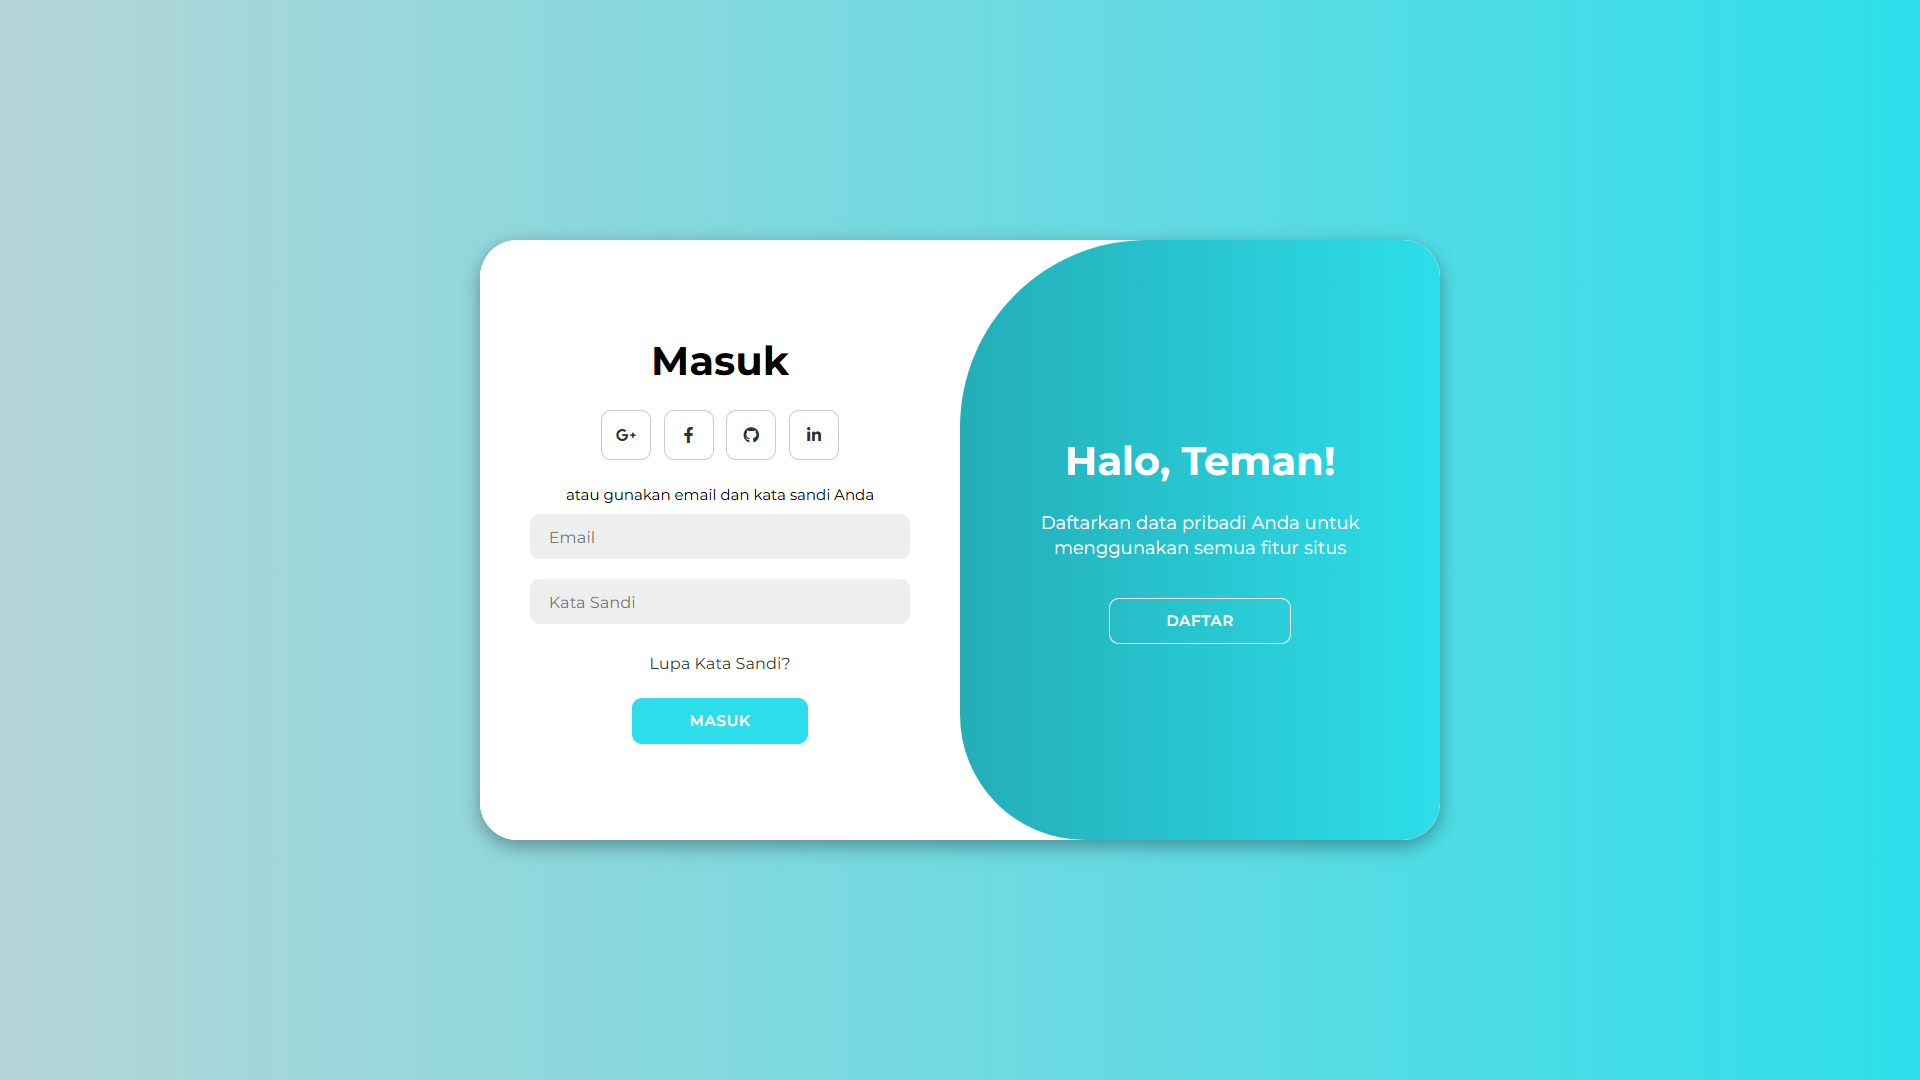 Masuk
G+ f in
atau gunakan email dan kata sandi Anda
Email
Kata Sandi
Lupa Kata Sandi?
MASUK
Halo, Teman!
Daftarkan data pribadi Anda untuk
menggunakan semua fitur situs
DAFTAR